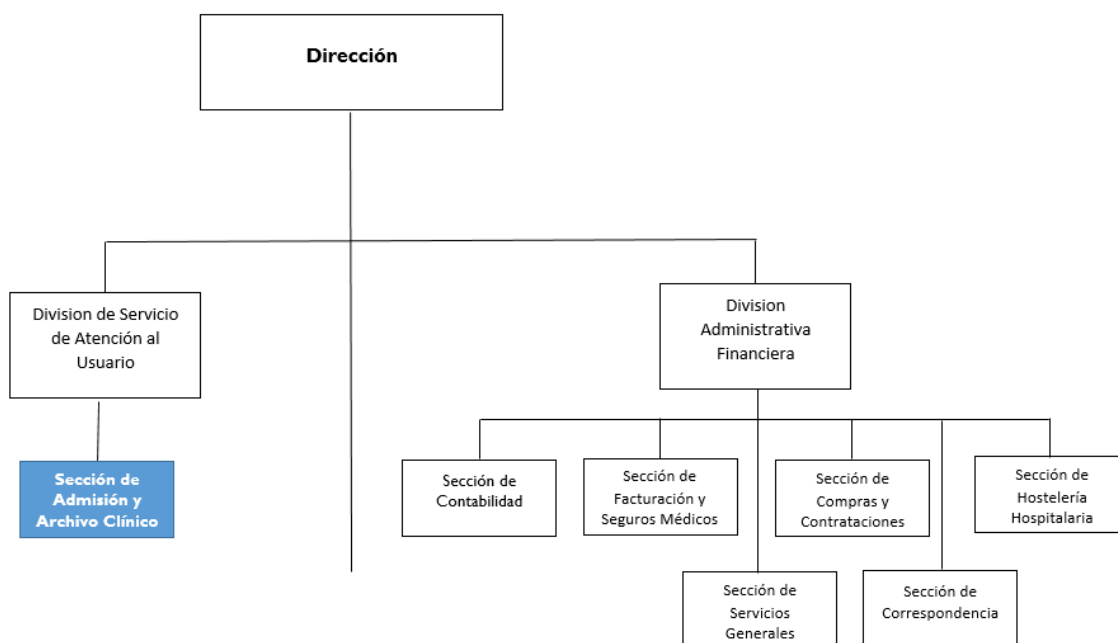 Dirección
Division de Servicio
de Atención al
Usuario
Division
Administrativa
Financiera
Sección de
Admisión y
Archivo Clínico
Sección de
Contabilidad
Sección de
Facturación y
Seguros Médicos
Sección de
Compras y
Contrataciones
Sección de
Hostelería
Hospitalaria
Sección de
Servicios
Generales
Sección de
Correspondencia